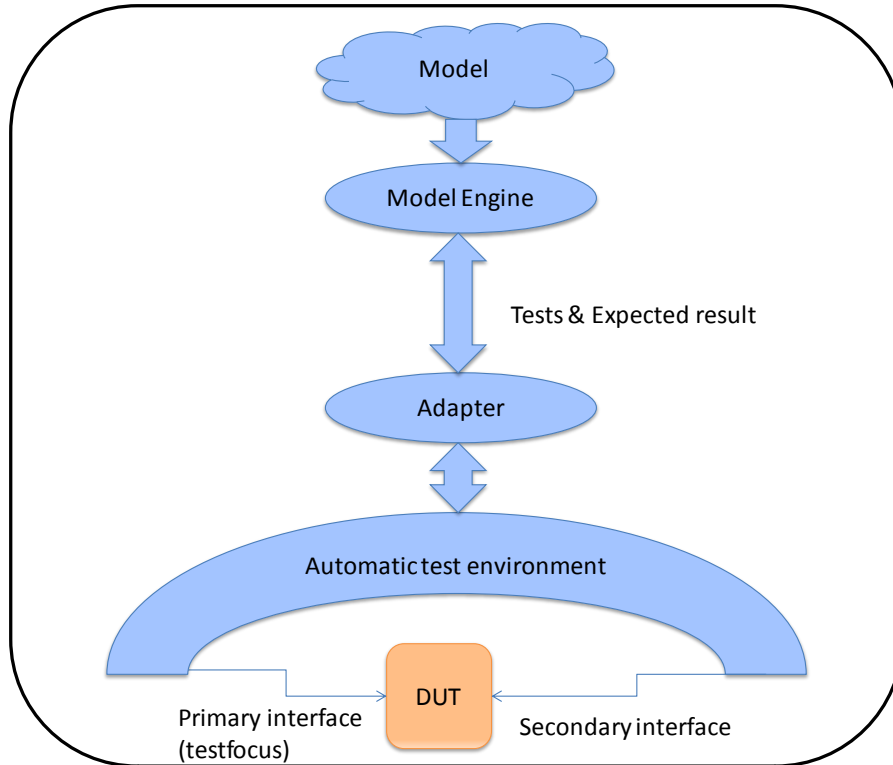 Model
Model Engine
Tests & Expected result
Adapter
Automatic test environment
DUT
Primary interface
(testfocus)
Secondary interface